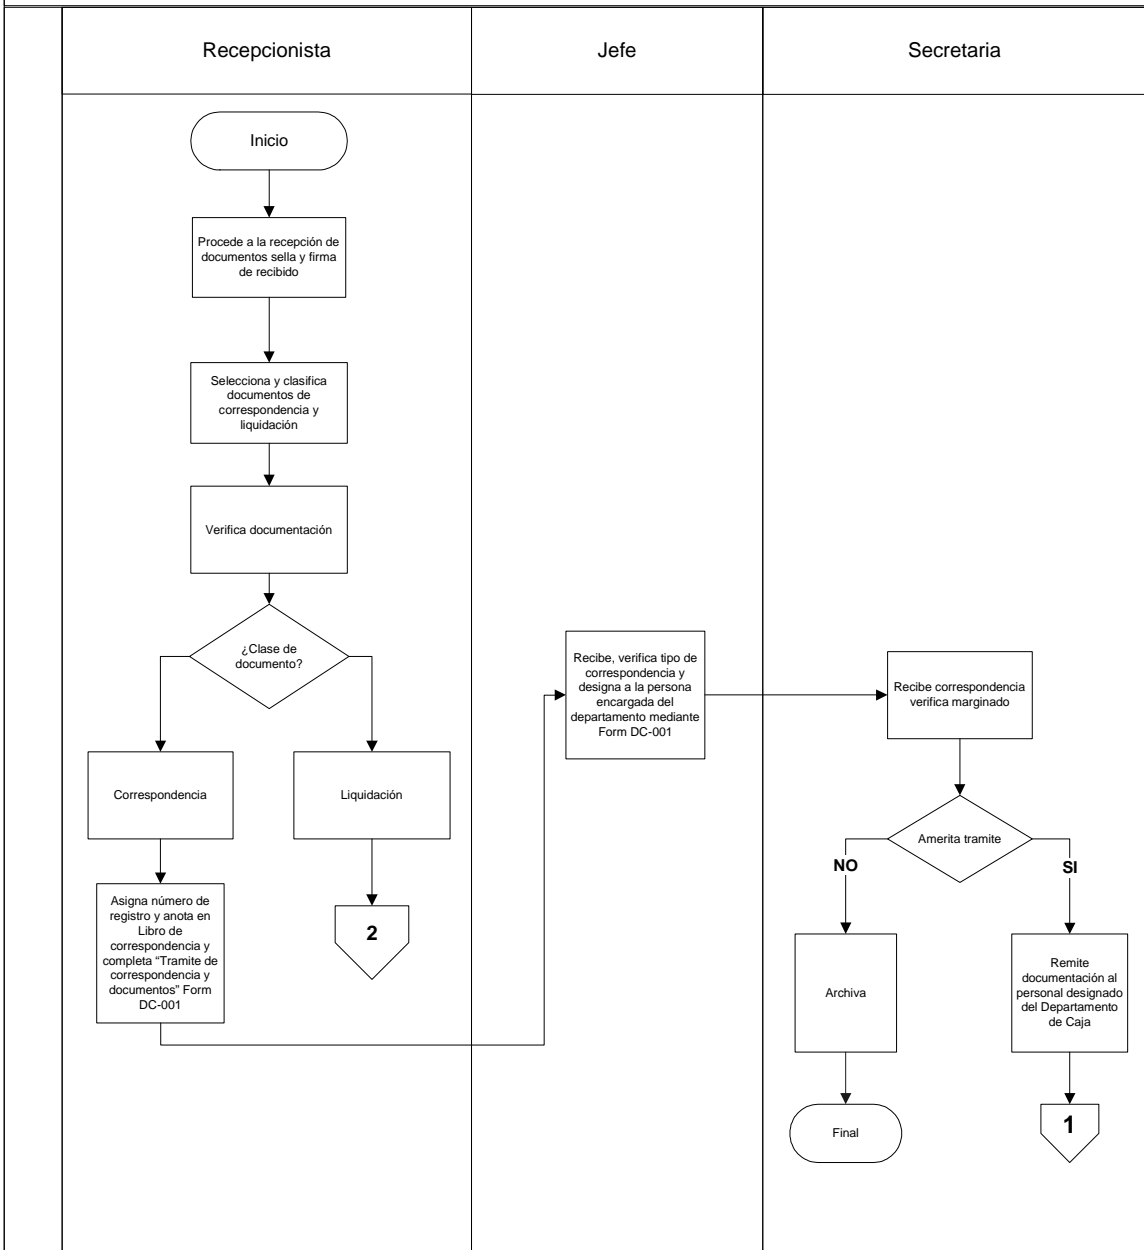 Recepcionista
Jefe
Secretaria
Inicio
Procede a la recepción de
documentos sella y firma
de recibido
Selecciona y clasifica
documentos de
correspondencia y
liquidación
Verifica documentación
¿Clase de
documento?
Correspondencia
Liquidación
Asigna número de
registro y anota en
Libro de
correspondencia y
completa “Tramite de
correspondencia y
documentos” Form
DC-001
2
Recibe, verifica tipo de
correspondencia y
designa a la persona
encargada del
departamento mediante
Form DC-001
Recibe correspondencia
verifica marginado
Amerita tramite
NO
SI
Archiva
Remite
documentación al
personal designado
del Departamento
de Caja
Final
1